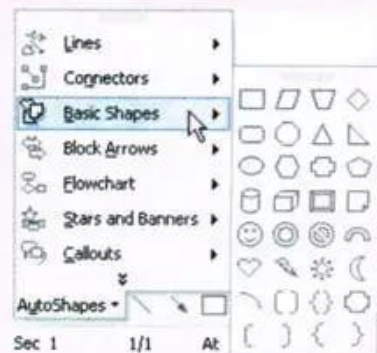 Lines
Connectors
Basic Shapes
Block Arrows
Flowchart
Stars and Banners
Callouts
AutoShapes
Sec 1 1/1 At